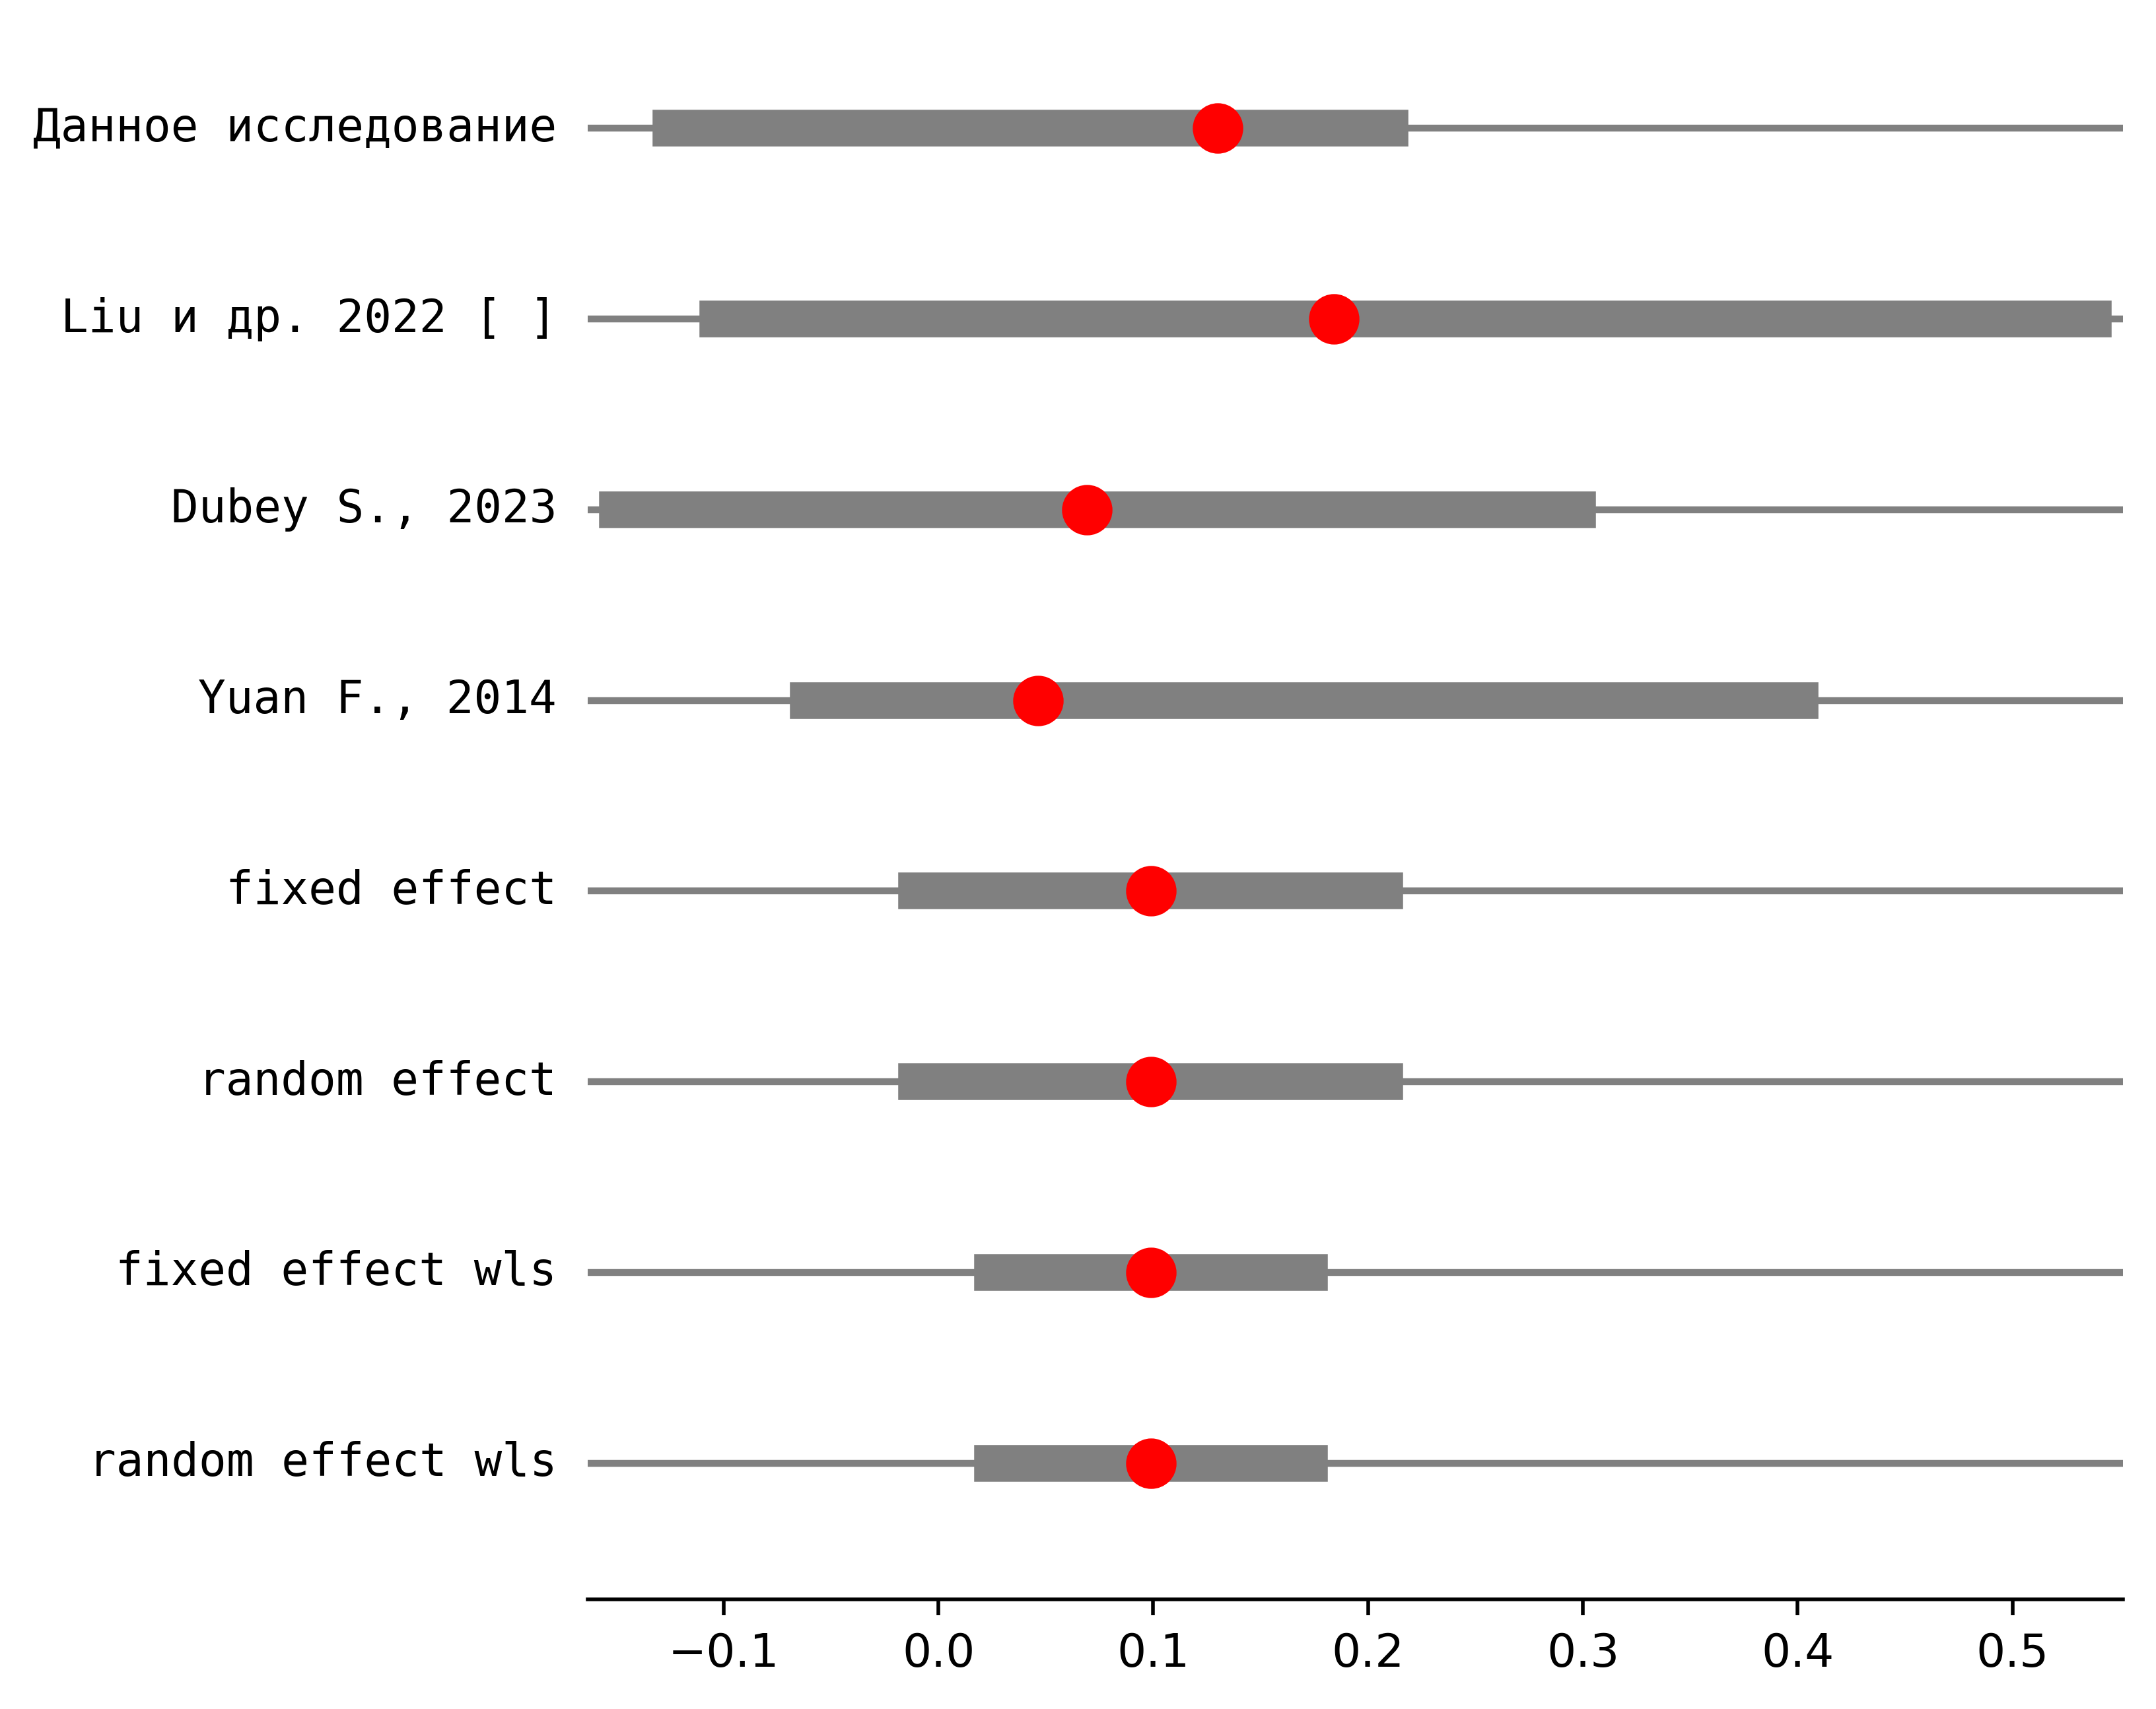 Данное исследование
Liu и др. 2022 [ ]
Dubey S., 2023
Yuan F., 2014
fixed effect
random effect
fixed effect wls
random effect wls
−0.1 0.0 0.1 0.2 0.3 0.4 0.5